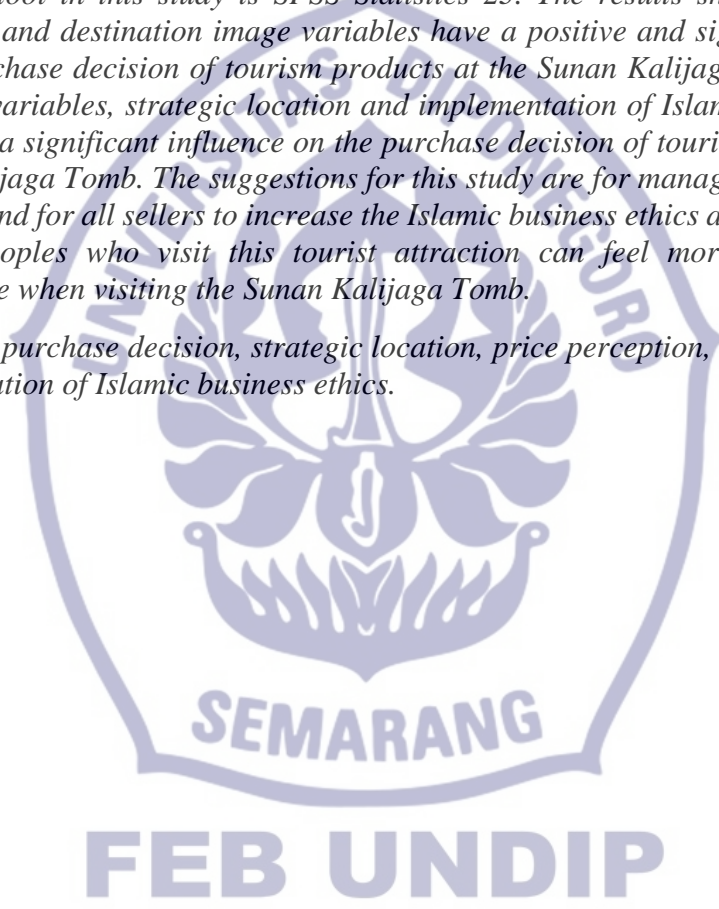 tool in this study is SPSS Statistics 25. The results sh
and destination image variables have a positive and sig
chase decision of tourism products at the Sunan Kalijag
variables, strategic location and implementation of Islam
a significant influence on the purchase decision of touri
jaga Tomb. The suggestions for this study are for manag
nd for all sellers to increase the Islamic business ethics a
oples who visit this tourist attraction can feel mor
e when visiting the Sunan Kalijaga Tomb.
purchase decision, strategic location, price perception,
ation of Islamic business ethics.
UNIVERSITAS DIPONEGORO
SEMARANG
FEB UNDIP